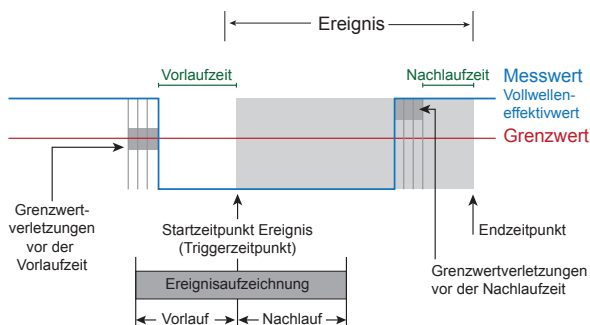 Ereignis
Vorlaufzeit
Nachlaufzeit
Messwert
Vollwellen-
effektivwert
Grenzwert
Grenzwert-
verletzungen
vor der
Vorlaufzeit
Startzeitpunkt Ereignis
(Triggerzeitpunkt)
Endzeitpunkt
Grenzwertverletzungen
vor der Nachlaufzeit
Ereignisaufzeichnung
Vorlauf
Nachlauf